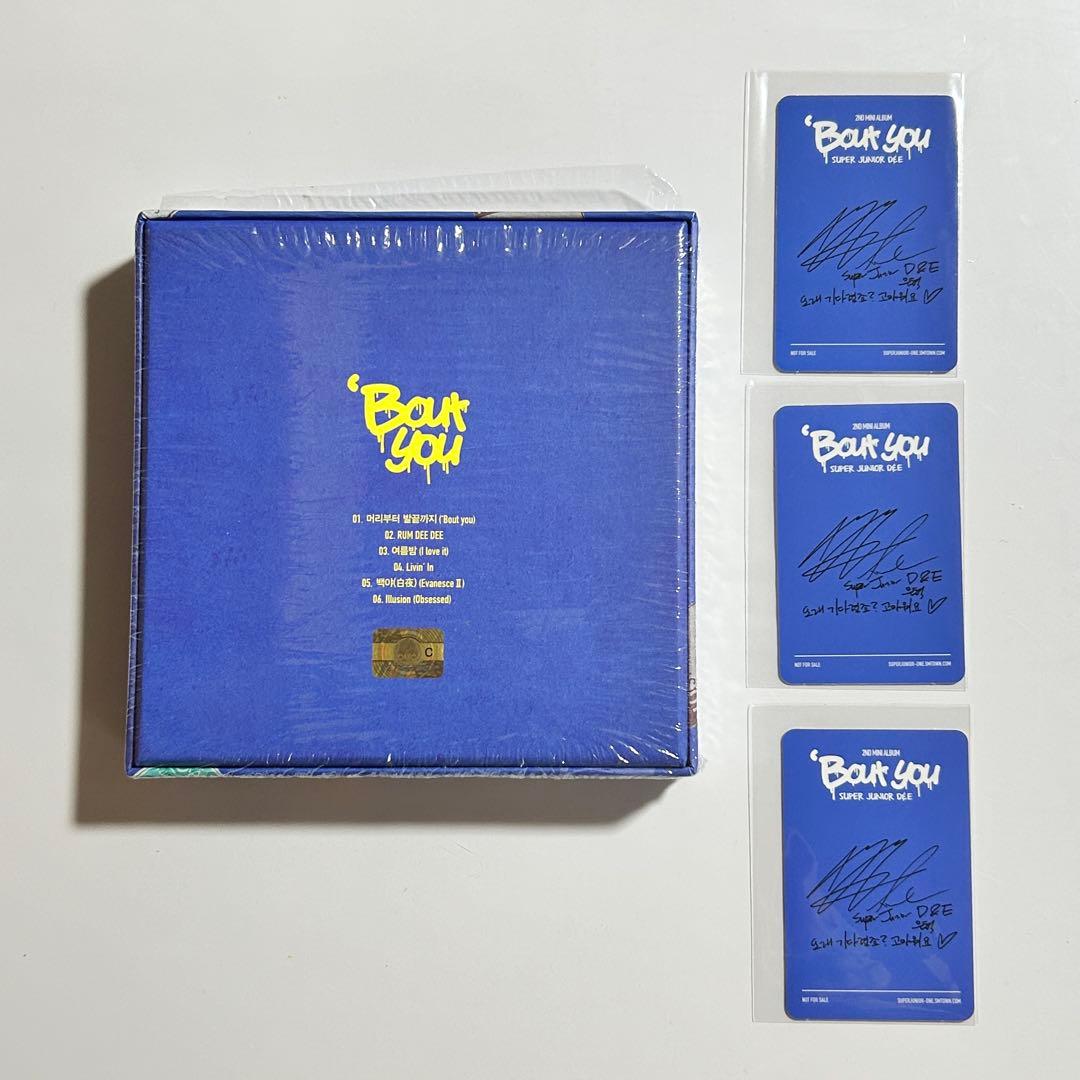 ‘Bout
you
01. 머리부터 발끝까지 ('Bout you)
02. RUM DEE DEE
03. 여름밤 (I love it)
04. Livin' In
05. 백야(白夜) (Evanesce II)
06. Illusion (Obsessed)
C
2ND MINI ALBUM
‘Bout you
SUPER JUNIOR D&E
Super Junior D&E
은혁
오래 기다렸죠? 고마워요 ♡
NOT FOR SALE
SUPERJUNIOR-DNE.SMTOWN.COM
2ND MINI ALBUM
‘Bout you
SUPER JUNIOR D&E
Super Junior D&E
은혁
오래 기다렸죠? 고마워요 ♡
NOT FOR SALE
SUPERJUNIOR-DNE.SMTOWN.COM
2ND MINI ALBUM
‘Bout you
SUPER JUNIOR D&E
Super Junior D&E
은혁
오래 기다렸죠? 고마워요 ♡
NOT FOR SALE
SUPERJUNIOR-DNE.SMTOWN.COM